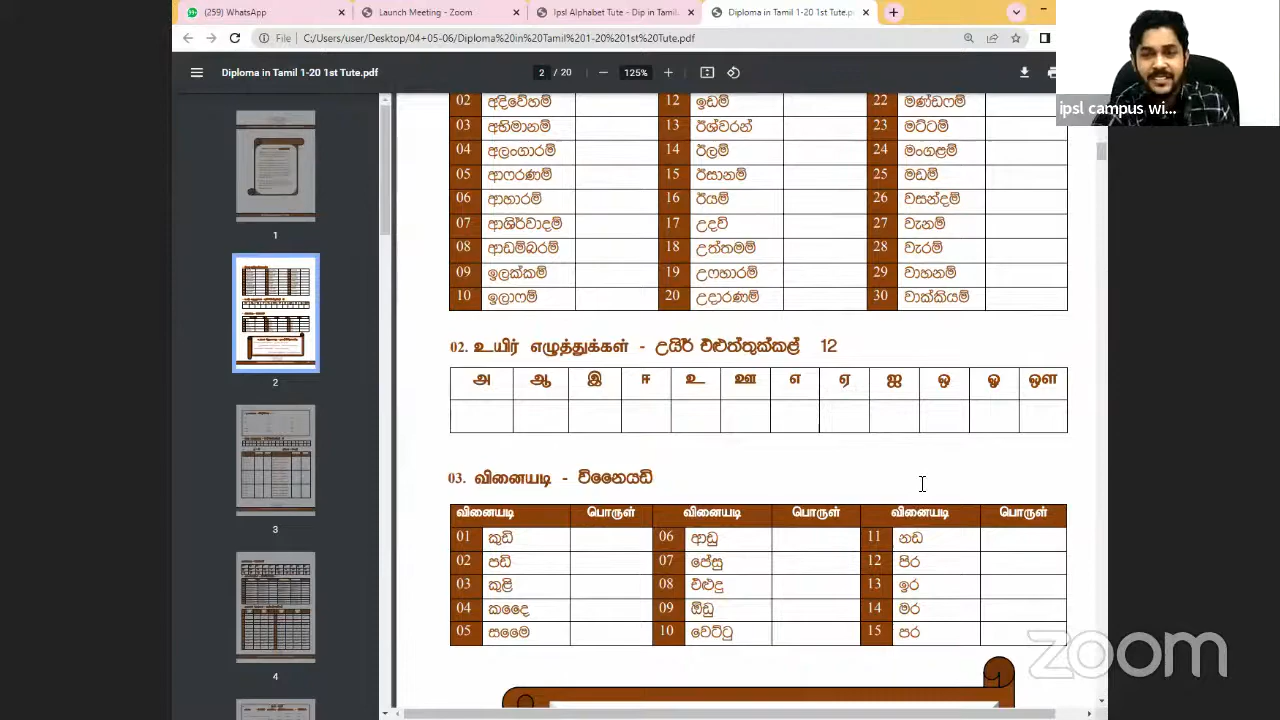 (259) WhatsApp
Launch Meeting - Zoom
Ipsl Alphabet Tute - Dip in Tamil.
Diploma in Tamil 1-20 1st Tute.pd
File C:/Users/user/Desktop/04+05-06/Diploma%20in%20Tamil%201-20%201st%20Tute.pdf
Diploma in Tamil 1-20 1st Tute.pdf
2 / 20
125%
ipsl campus wi...
02 අදිවේහම් 12 ඉඩම් 22 මණ්ඩෆම්
03 අභිමානම් 13 ඊශ්වරන් 23 මට්ටම්
04 අලංගාරම් 14 ඊලම් 24 මංගළම්
05 ආෆරණම් 15 ඊසානම් 25 මඩම්
06 ආහාරම් 16 ඊයම් 26 වසන්දම්
07 ආශිර්වාදම් 17 උදවි 27 වැනම්
08 ආඩම්බරම් 18 උත්තමම් 28 වැරම්
09 ඉලක්කම් 19 උෆහාරම් 29 වාහනම්
10 ඉලාෆම් 20 උදාරණම් 30 වාක්කියම්
02. உயிர் எழுத்துக்கள் - උයිර් එළුත්තුක්කළ් 12
அ ஆ இ ஈ உ ஊ எ ஏ ஐ ஒ ஓ ஔ
03. வினையடி - විනෛයඩි
வினையடி பொருள் வினையடி பொருள் வினையடி பொருள்
01 කුඩි 06 ආඩු 11 නඩ
02 පඩි 07 පේසු 12 පිර
03 කුළි 08 එළුදු 13 ඉර
04 කදෛ 09 ඕඩු 14 මර
05 සමෛ 10 වෙට්ටු 15 පර
zoom
1
2
3
4